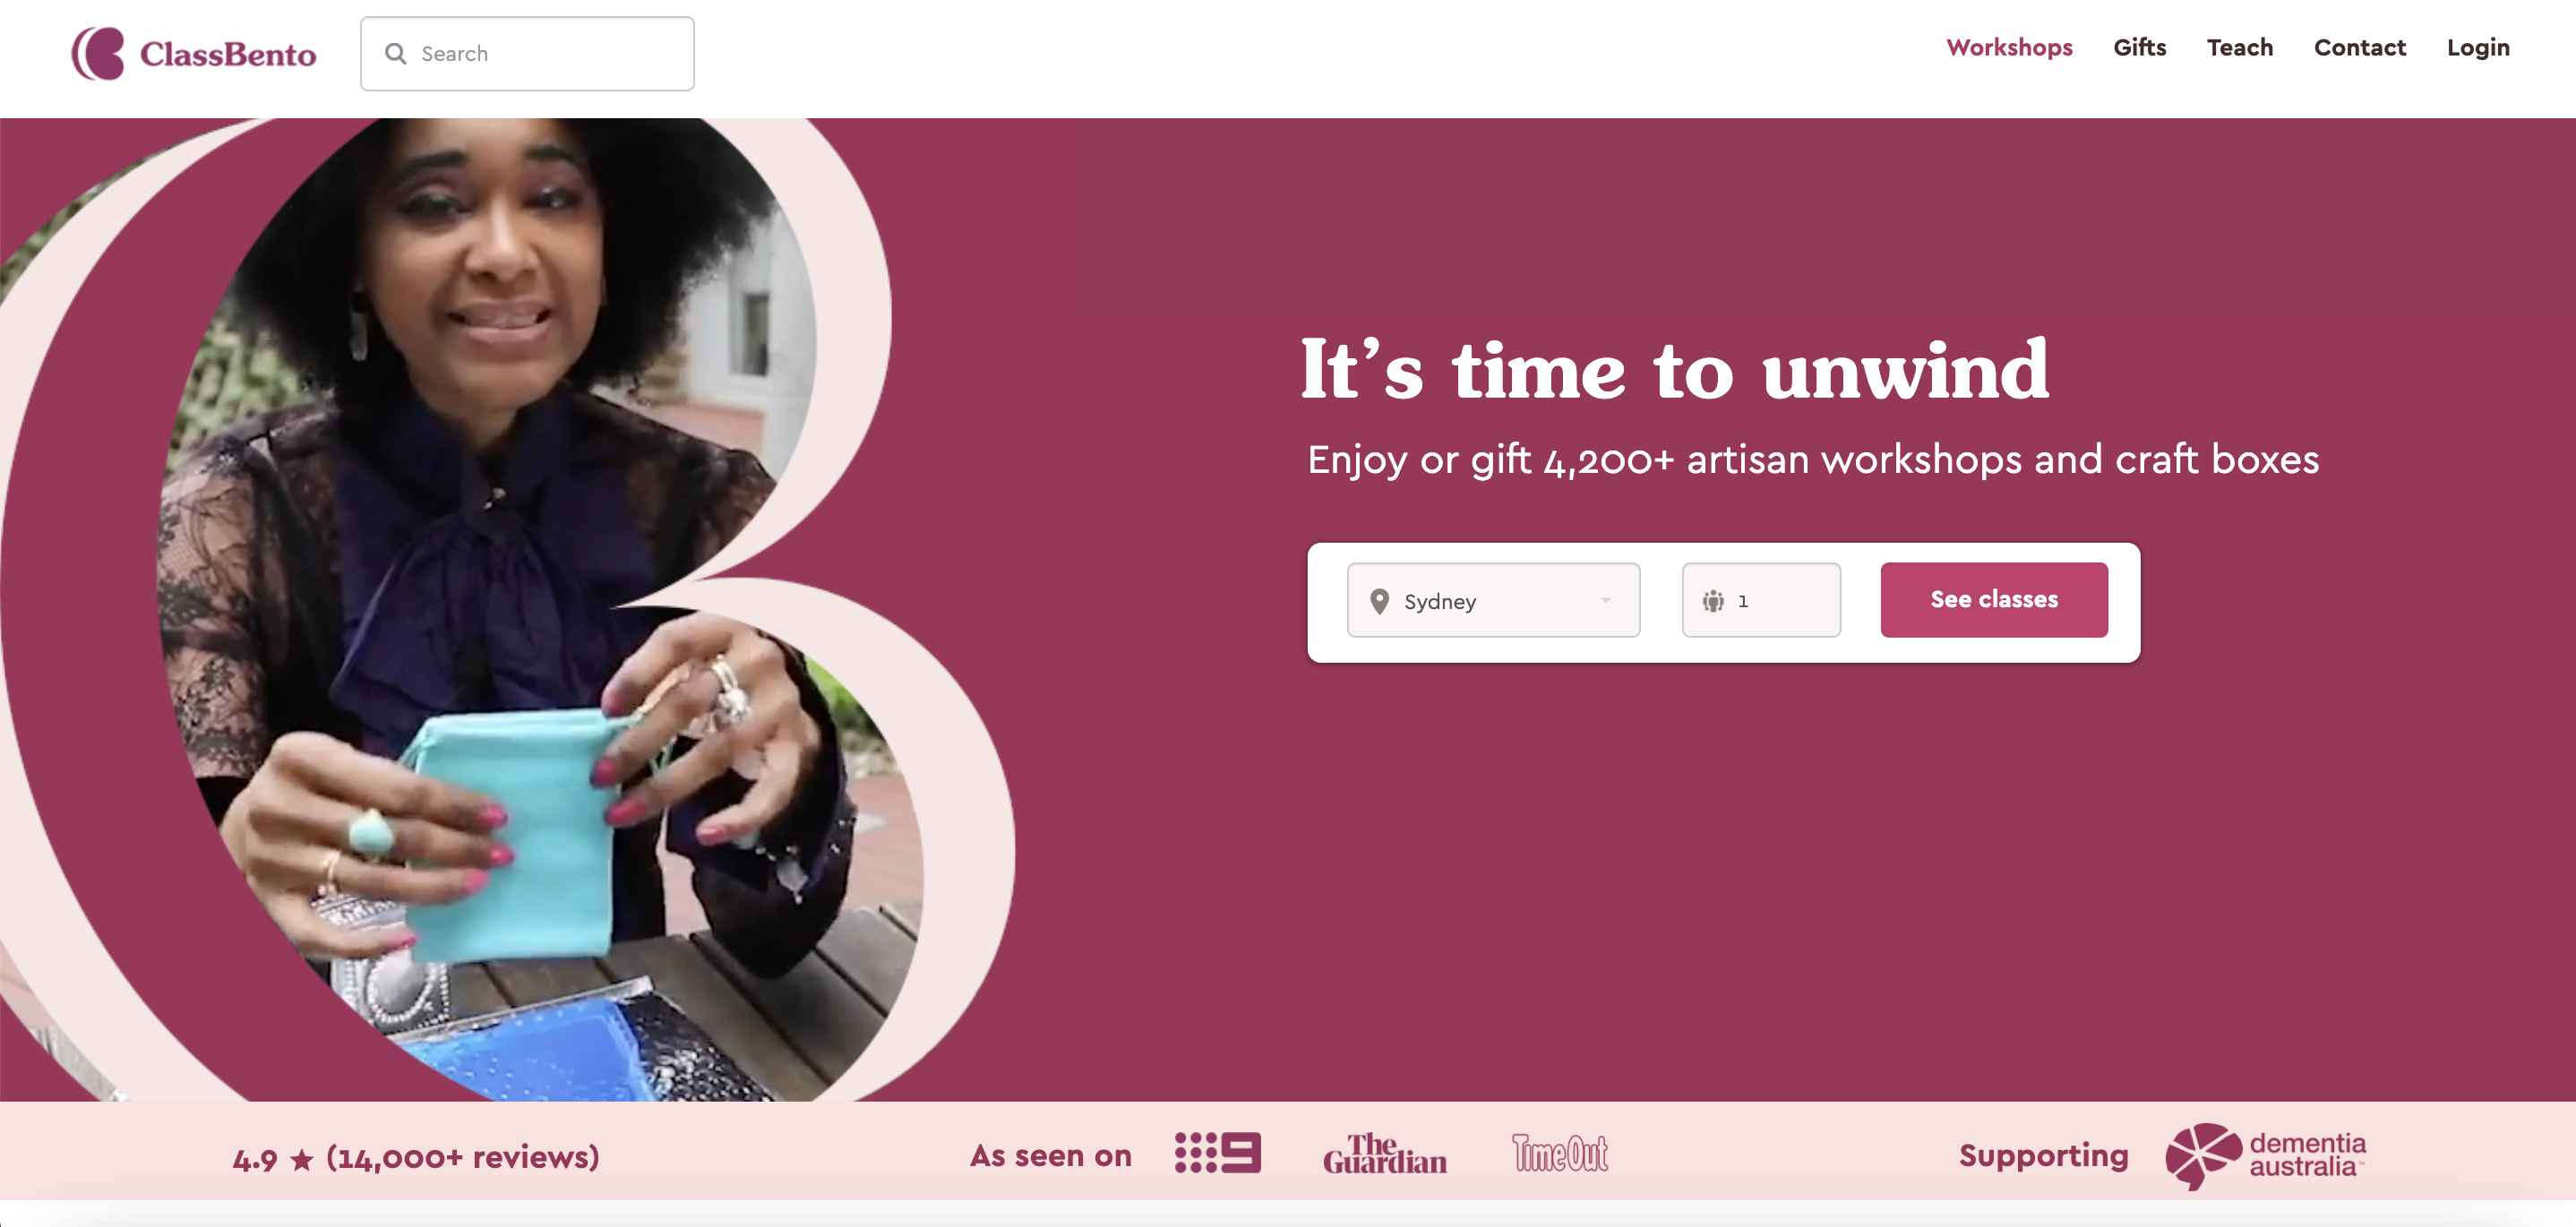 ClassBento
Search
Workshops
Gifts
Teach
Contact
Login
It's time to unwind
Enjoy or gift 4,200+ artisan workshops and craft boxes
Sydney
1
See classes
4.9 ★ (14,000+ reviews)
As seen on
9
The
Guardian
TimeOut
Supporting
dementia
australia™